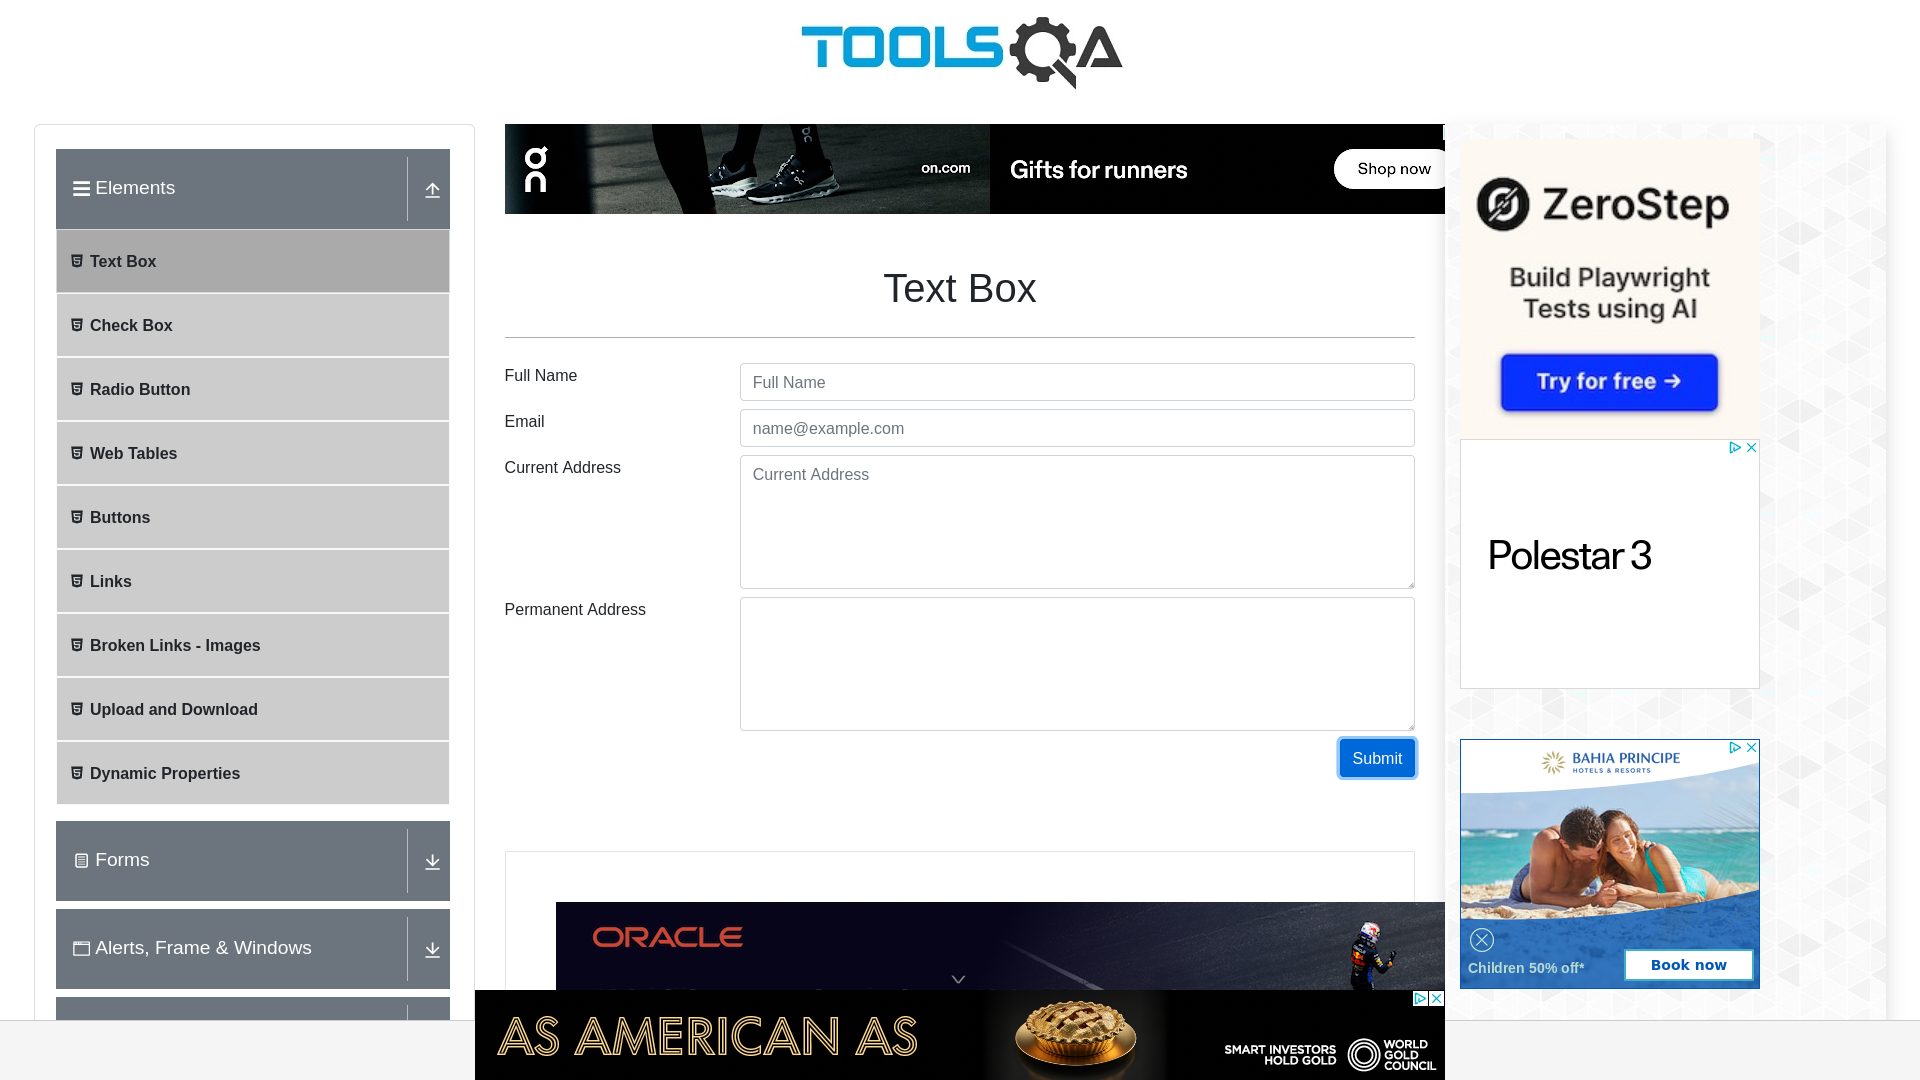 TOOLSQA
Elements
Text Box
Check Box
Radio Button
Web Tables
Buttons
Links
Broken Links - Images
Upload and Download
Dynamic Properties
Forms
Alerts, Frame & Windows
on
on.com
Gifts for runners
Shop now
Text Box
Full Name
Full Name
Email
name@example.com
Current Address
Current Address
Permanent Address
Submit
ORACLE
AS AMERICAN AS
SMART INVESTORS
HOLD GOLD
WORLD
GOLD
COUNCIL
ZeroStep
Build Playwright
Tests using AI
Try for free →
Polestar 3
BAHIA PRINCIPE
HOTELS & RESORTS
Children 50% off*
Book now